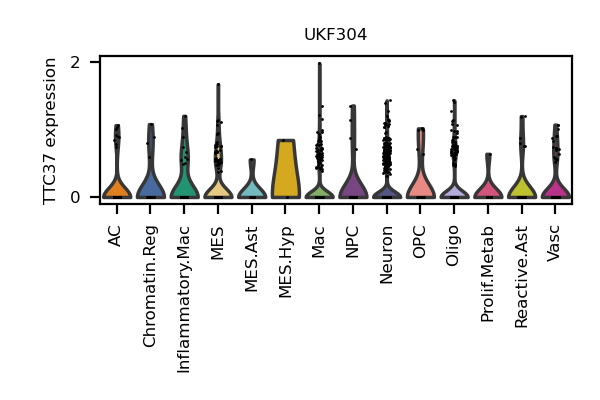 UKF304
TTC37 expression
2
0
AC
Chromatin.Reg
Inflammatory.Mac
MES
MES.Ast
MES.Hyp
Mac
NPC
Neuron
OPC
Oligo
Prolif.Metab
Reactive.Ast
Vasc